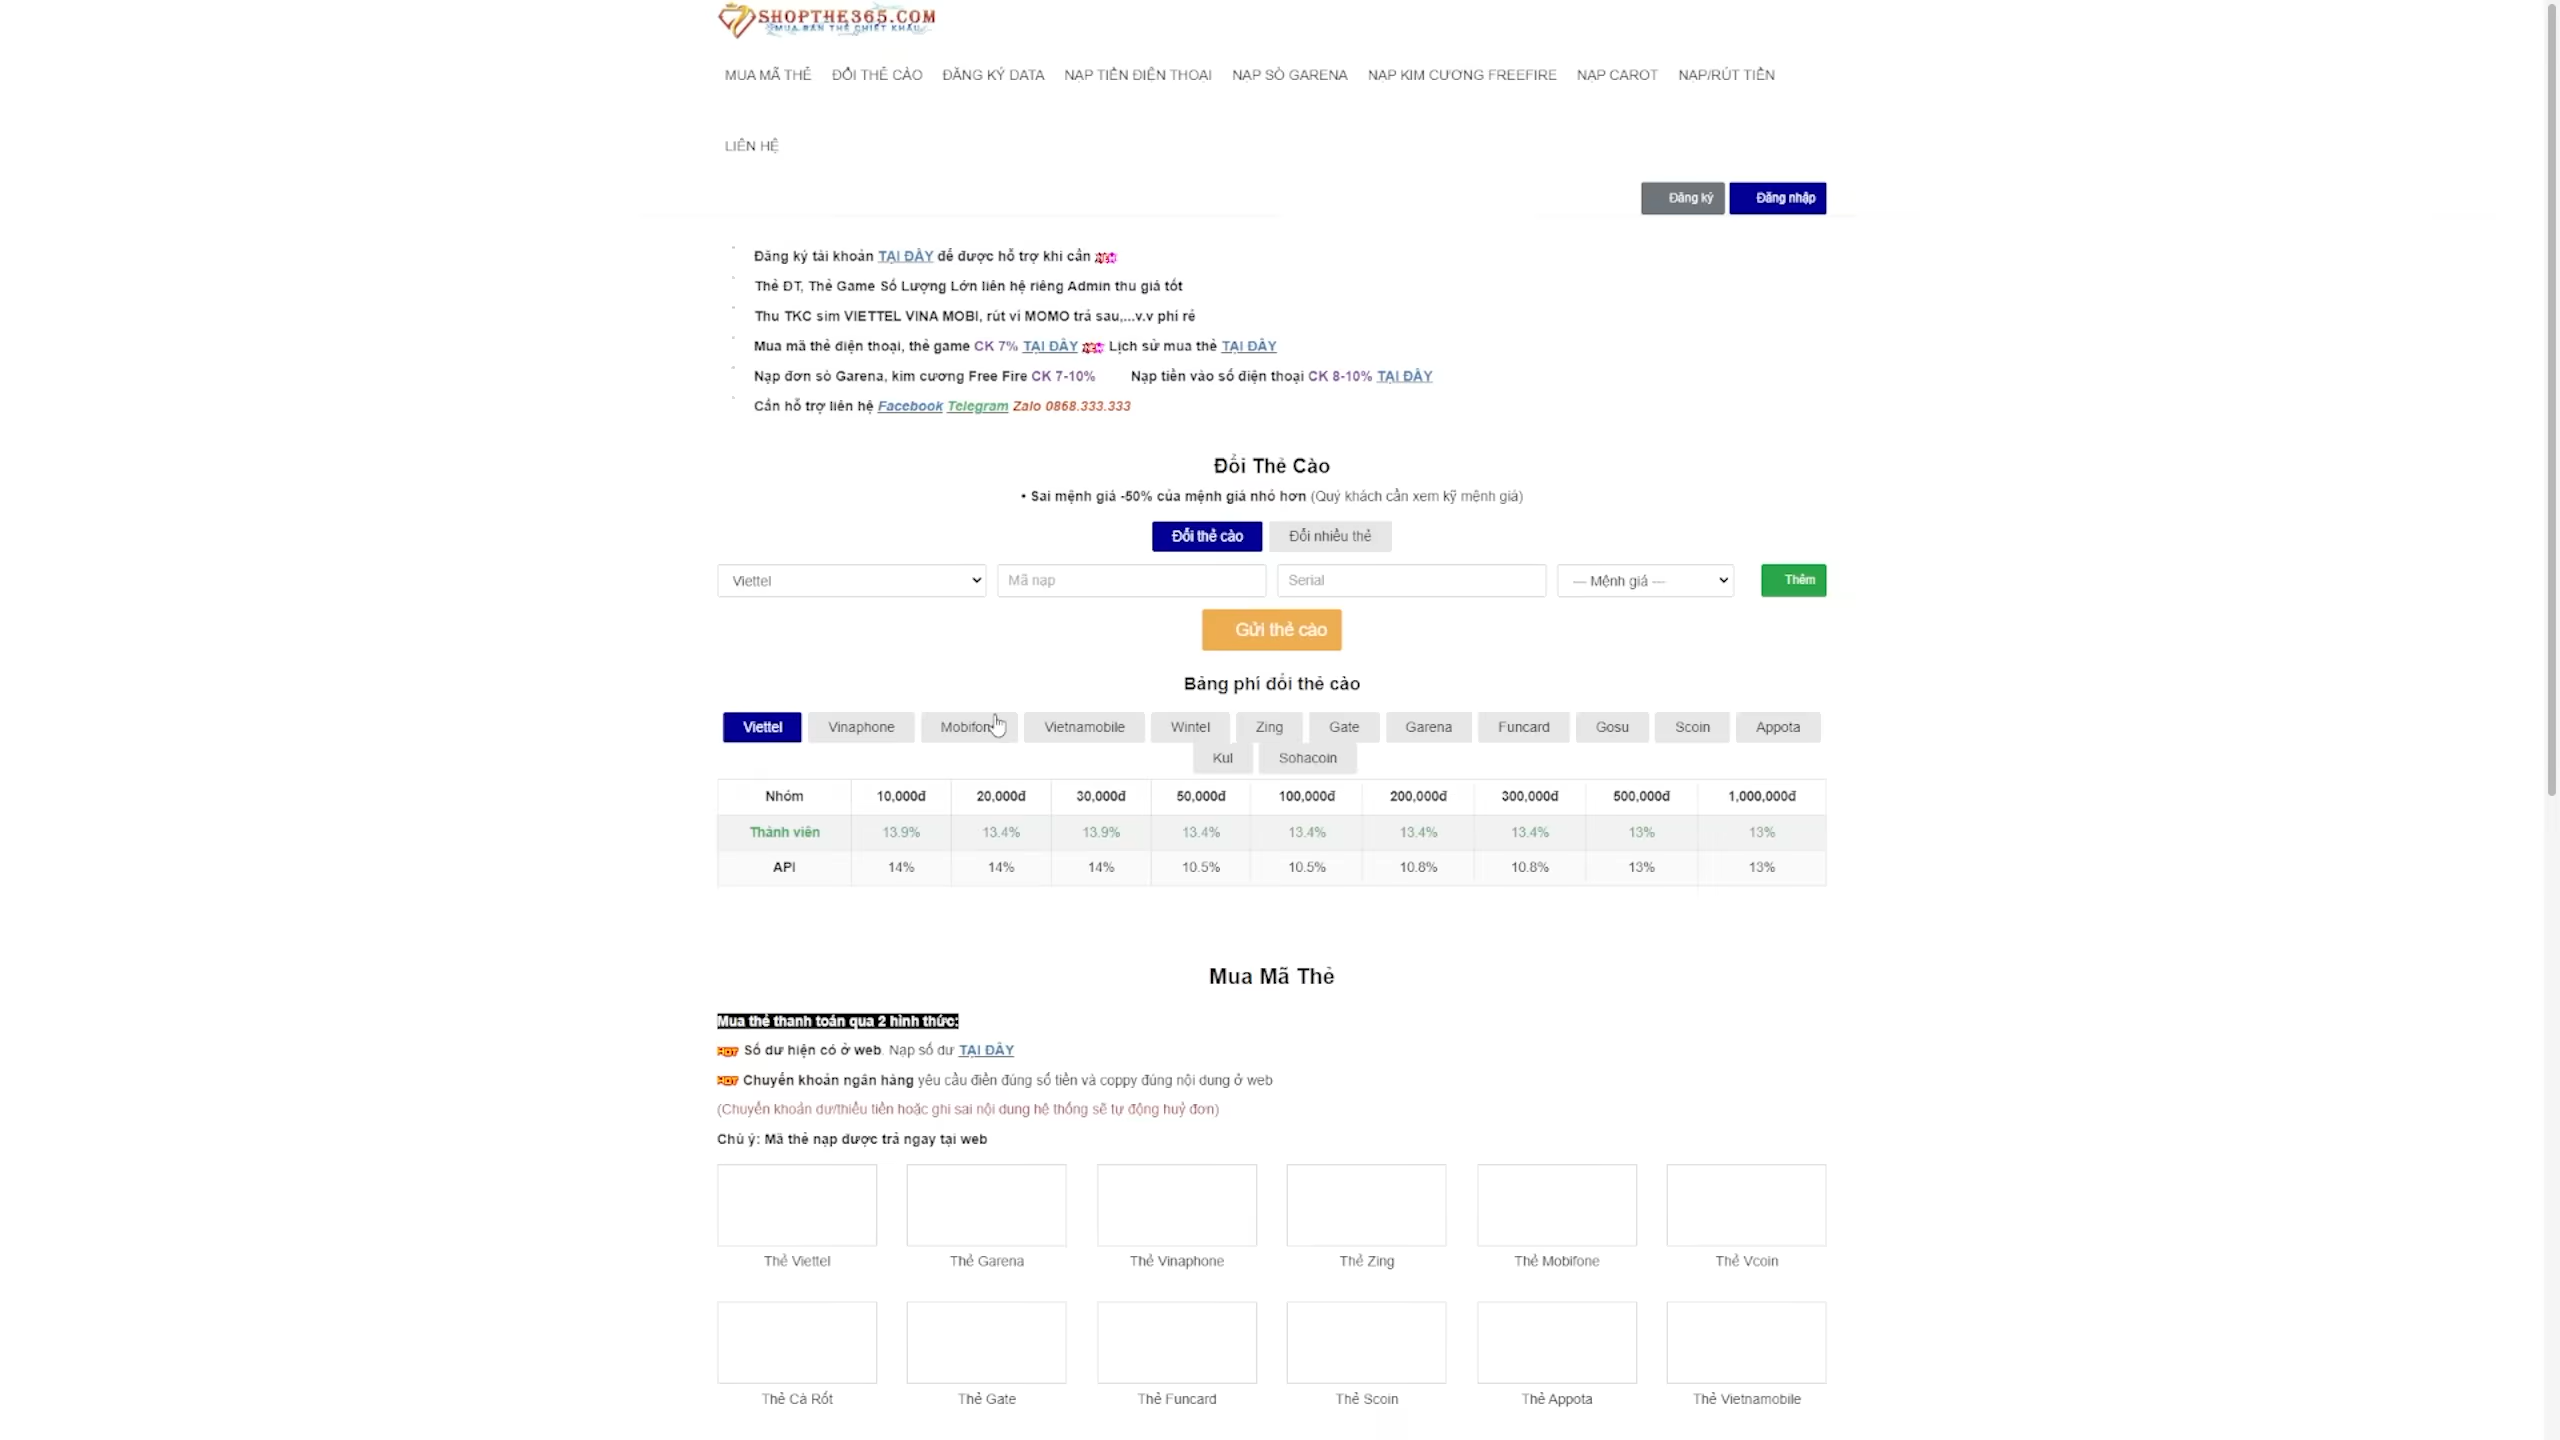 SHOPTHE365.COM
MUA BÁN THẺ CHIẾT KHẤU
MUA MÃ THẺ ĐỔI THẺ CÀO ĐĂNG KÝ DATA NẠP TIỀN ĐIỆN THOẠI NẠP SÒ GARENA NẠP KIM CƯƠNG FREEFIRE NẠP CAROT NẠP/RÚT TIỀN
LIÊN HỆ
Đăng ký Đăng nhập
Đăng ký tài khoản TẠI ĐÂY để được hỗ trợ khi cần NEW
Thẻ ĐT, Thẻ Game Số Lượng Lớn liên hệ riêng Admin thu giá tốt
Thu TKC sim VIETTEL VINA MOBI, rút ví MOMO trả sau,...v.v phí rẻ
Mua mã thẻ điện thoại, thẻ game CK 7% TẠI ĐÂY NEW Lịch sử mua thẻ TẠI ĐÂY
Nạp đơn sò Garena, kim cương Free Fire CK 7-10% Nạp tiền vào số điện thoại CK 8-10% TẠI ĐÂY
Cần hỗ trợ liên hệ Facebook Telegram Zalo 0868.333.333
Đổi Thẻ Cào
• Sai mệnh giá -50% của mệnh giá nhỏ hơn (Quý khách cần xem kỹ mệnh giá)
Đổi thẻ cào Đổi nhiều thẻ
Viettel Mã nạp Serial --- Mệnh giá --- Thêm
Gửi thẻ cào
Bảng phí đổi thẻ cào
Viettel Vinaphone Mobifone Vietnamobile Wintel Zing Gate Garena Funcard Gosu Scoin Appota
Kul Sohacoin
Nhóm 10,000đ 20,000đ 30,000đ 50,000đ 100,000đ 200,000đ 300,000đ 500,000đ 1,000,000đ
Thành viên 13.9% 13.4% 13.9% 13.4% 13.4% 13.4% 13.4% 13% 13%
API 14% 14% 14% 10.5% 10.5% 10.8% 10.8% 13% 13%
Mua Mã Thẻ
Mua thẻ thanh toán qua 2 hình thức:
HOT Số dư hiện có ở web. Nạp số dư TẠI ĐÂY
HOT Chuyển khoản ngân hàng yêu cầu điền đúng số tiền và coppy đúng nội dung ở web
(Chuyển khoản dư/thiếu tiền hoặc ghi sai nội dung hệ thống sẽ tự động huỷ đơn)
Chú ý: Mã thẻ nạp được trả ngay tại web
Thẻ Viettel Thẻ Garena Thẻ Vinaphone Thẻ Zing Thẻ Mobifone Thẻ Vcoin
Thẻ Cà Rốt Thẻ Gate Thẻ Funcard Thẻ Scoin Thẻ Appota Thẻ Vietnamobile